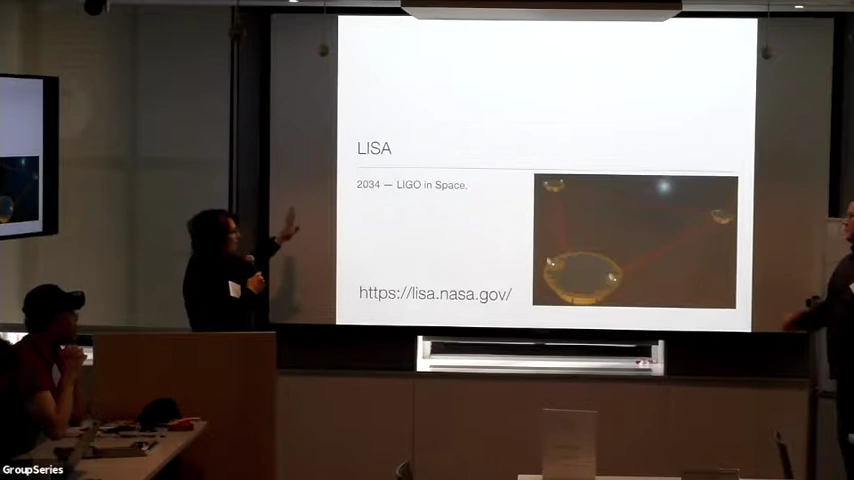 LISA
2034 — LIGO in Space.
https://lisa.nasa.gov/
GroupSeries